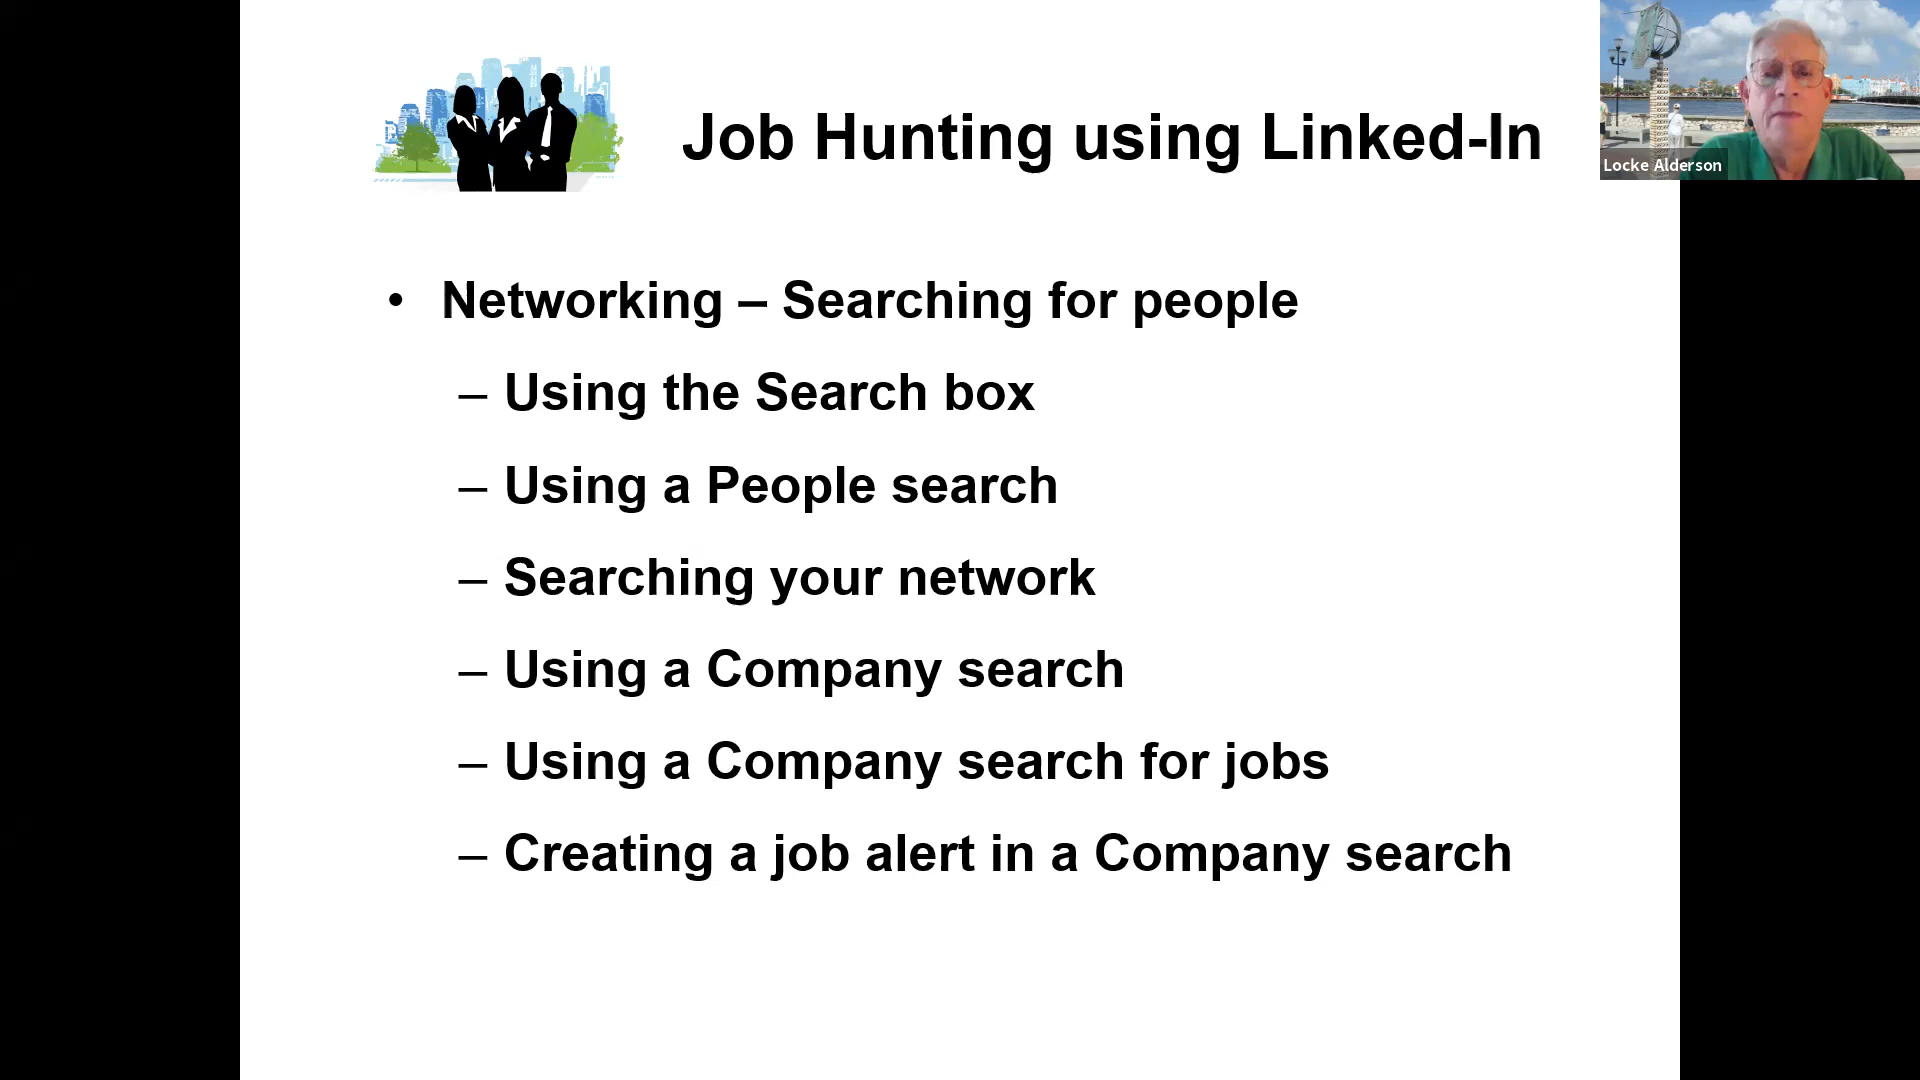 Job Hunting using Linked-In
Locke Alderson
• Networking – Searching for people
– Using the Search box
– Using a People search
– Searching your network
– Using a Company search
– Using a Company search for jobs
– Creating a job alert in a Company search